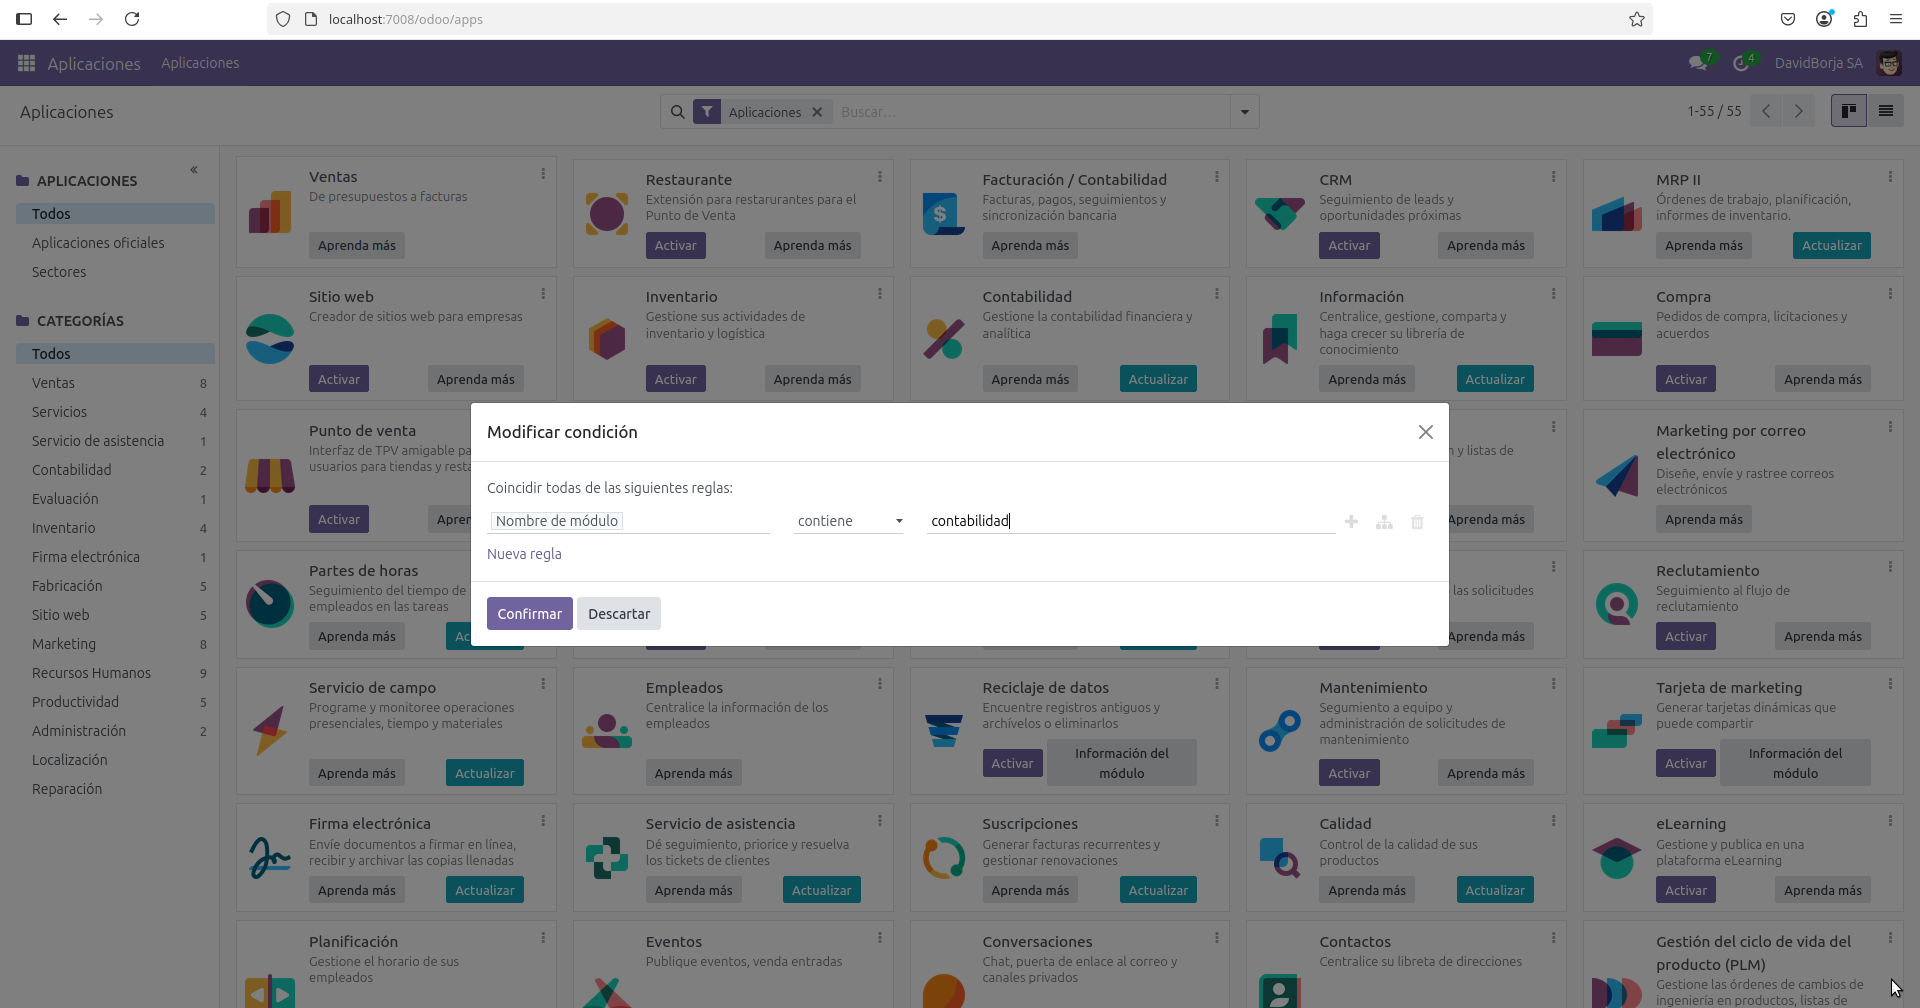 localhost:7008/odoo/apps
Aplicaciones
Aplicaciones
7
4
DavidBorja SA
Aplicaciones
Aplicaciones
Buscar...
1-55 / 55
APLICACIONES
Todos
Aplicaciones oficiales
Sectores
CATEGORÍAS
Todos
Ventas 8
Servicios 4
Servicio de asistencia 1
Contabilidad 2
Evaluación 1
Inventario 4
Firma electrónica 1
Fabricación 5
Sitio web 5
Marketing 8
Recursos Humanos 9
Productividad 5
Administración 2
Localización
Reparación
Ventas
De presupuestos a facturas
Aprenda más
Restaurante
Extensión para restarurantes para el
Punto de Venta
Activar
Aprenda más
Facturación / Contabilidad
Facturas, pagos, seguimientos y
sincronización bancaria
Aprenda más
CRM
Seguimiento de leads y
oportunidades próximas
Activar
Aprenda más
MRP II
Órdenes de trabajo, planificación,
informes de inventario.
Aprenda más
Actualizar
Sitio web
Creador de sitios web para empresas
Activar
Aprenda más
Inventario
Gestione sus actividades de
inventario y logística
Activar
Aprenda más
Contabilidad
Gestione la contabilidad financiera y
analítica
Aprenda más
Actualizar
Información
Centralice, gestione, comparta y
haga crecer su librería de
conocimiento
Aprenda más
Actualizar
Compra
Pedidos de compra, licitaciones y
acuerdos
Activar
Aprenda más
Punto de venta
Interfaz de TPV amigable pa
usuarios para tiendas y resta
Activar
Apren
n y listas de
Aprenda más
Marketing por correo
electrónico
Diseñe, envíe y rastree correos
electrónicos
Aprenda más
Modificar condición
Coincidir todas de las siguientes reglas:
Nombre de módulo
contiene
contabilidad
Nueva regla
Confirmar
Descartar
Partes de horas
Seguimiento del tiempo de
empleados en las tareas
Aprenda más
Ac
las solicitudes
Aprenda más
Reclutamiento
Seguimiento al flujo de
reclutamiento
Activar
Aprenda más
Servicio de campo
Programe y monitoree operaciones
presenciales, tiempo y materiales
Aprenda más
Actualizar
Empleados
Centralice la información de los
empleados
Aprenda más
Reciclaje de datos
Encuentre registros antiguos y
archívelos o eliminarlos
Activar
Información del
módulo
Mantenimiento
Segumiento a equipo y
administración de solicitudes de
mantenimiento
Activar
Aprenda más
Tarjeta de marketing
Generar tarjetas dinámicas que
puede compartir
Activar
Información del
módulo
Firma electrónica
Envíe documentos a firmar en línea,
recibir y archivar las copias llenadas
Aprenda más
Actualizar
Servicio de asistencia
Dé seguimiento, priorice y resuelva
los tickets de clientes
Aprenda más
Actualizar
Suscripciones
Generar facturas recurrentes y
gestionar renovaciones
Aprenda más
Actualizar
Calidad
Control de la calidad de sus
productos
Aprenda más
Actualizar
eLearning
Gestione y publica en una
plataforma eLearning
Activar
Aprenda más
Planificación
Gestione el horario de sus
empleados
Eventos
Publique eventos, venda entradas
Conversaciones
Chat, puerta de enlace al correo y
canales privados
Contactos
Centralice su libreta de direcciones
Gestión del ciclo de vida del
producto (PLM)
Gestione las órdenes de cambios de
ingeniería en productos, listas de